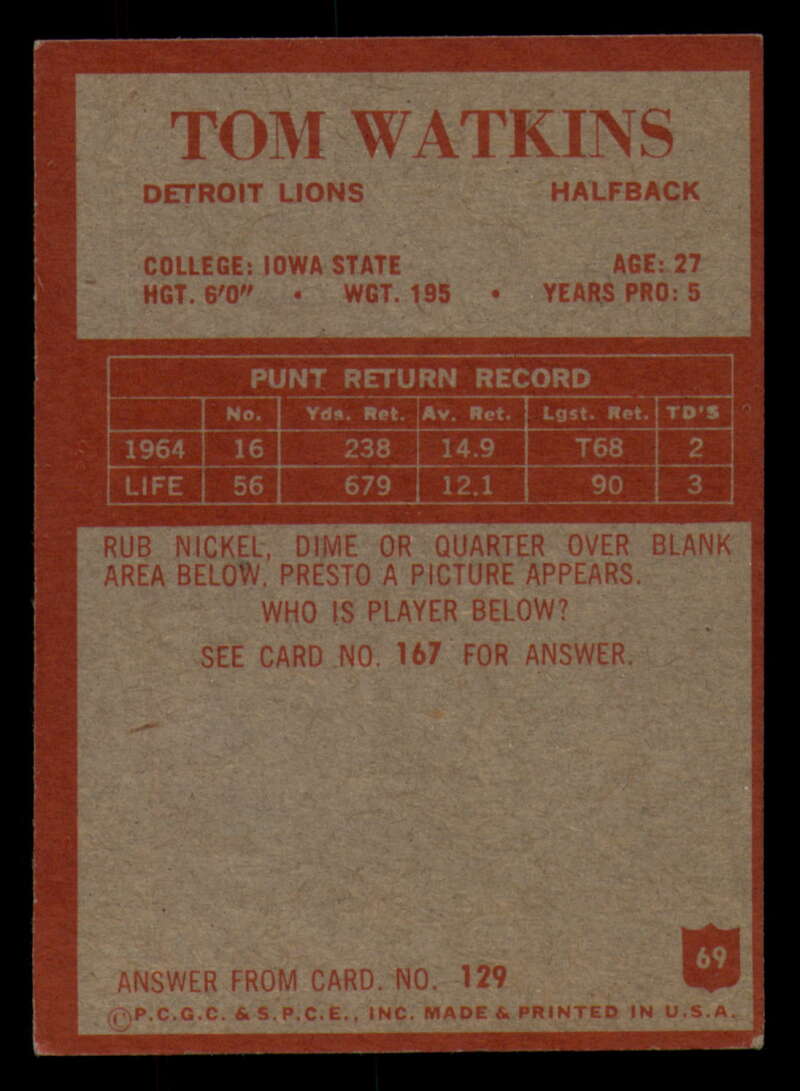 TOM WATKINS
DETROIT LIONS HALFBACK
COLLEGE: IOWA STATE AGE: 27
HGT. 6'0" • WGT. 195 • YEARS PRO: 5
PUNT RETURN RECORD
No. Yds. Ret. Av. Ret. Lgst. Ret. TD'S
1964 16 238 14.9 T68 2
LIFE 56 679 12.1 90 3
RUB NICKEL, DIME OR QUARTER OVER BLANK
AREA BELOW. PRESTO A PICTURE APPEARS.
WHO IS PLAYER BELOW?
SEE CARD NO. 167 FOR ANSWER.
69
ANSWER FROM CARD. NO. 129
©P.C.G.C. & S.P.C.E., INC. MADE & PRINTED IN U.S.A.